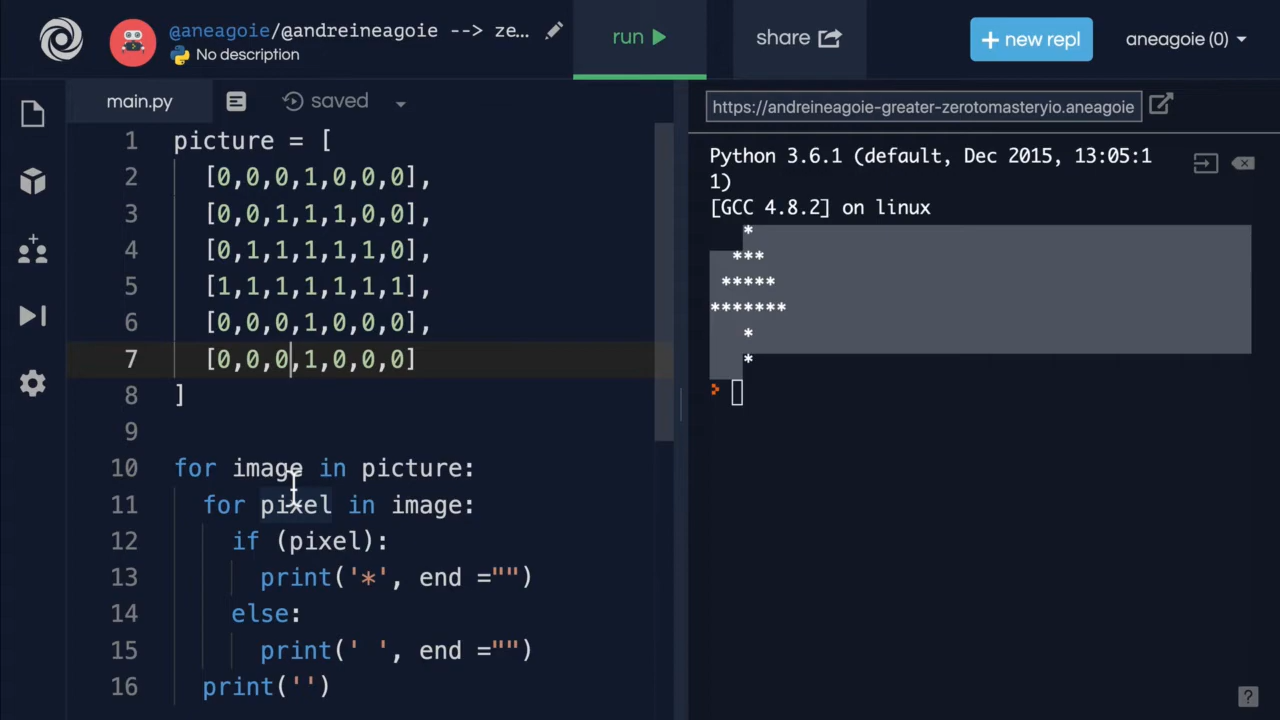 @aneagoie/@andreineagoie --> ze...
No description
run
share
+ new repl
aneagoie (0)
main.py
saved
https://andreineagoie-greater-zerotomasteryio.aneagoie
1 picture = [
2   [0,0,0,1,0,0,0],
3   [0,0,1,1,1,0,0],
4   [0,1,1,1,1,1,0],
5   [1,1,1,1,1,1,1],
6   [0,0,0,1,0,0,0],
7   [0,0,0,1,0,0,0]
8 ]
9
10 for image in picture:
11   for pixel in image:
12     if (pixel):
13       print('*', end ="")
14     else:
15       print(' ', end ="")
16   print('')
Python 3.6.1 (default, Dec 2015, 13:05:1
1)
[GCC 4.8.2] on linux
   *
  ***
 *****
*******
   *
   *
>
?